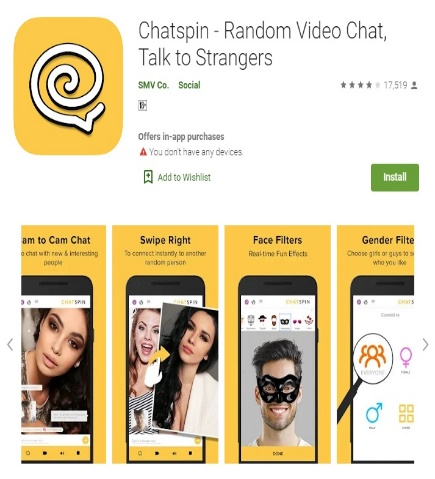 Chatspin - Random Video Chat,
Talk to Strangers
SMV Co. Social
17,519
Offers in-app purchases
You don't have any devices.
Add to Wishlist
Install
am to Cam Chat
o chat with new & interesting
people
Swipe Right
To connect instantly to another
random person
Face Filters
Real-time Fun Effects
Gender Filte
Choose girls or guys to s
who you like
CHATSPIN
CHATSPIN
CHATSPIN
CHATS
EVERYONE